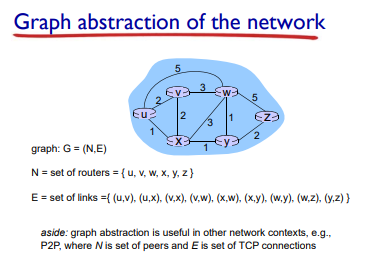 Graph abstraction of the network
5
v
3
w
2
5
u
2
3
1
z
1
2
x
1
y
graph: G = (N,E)
N = set of routers = { u, v, w, x, y, z }
E = set of links ={ (u,v), (u,x), (v,x), (v,w), (x,w), (x,y), (w,y), (w,z), (y,z) }
aside: graph abstraction is useful in other network contexts, e.g.,
P2P, where N is set of peers and E is set of TCP connections